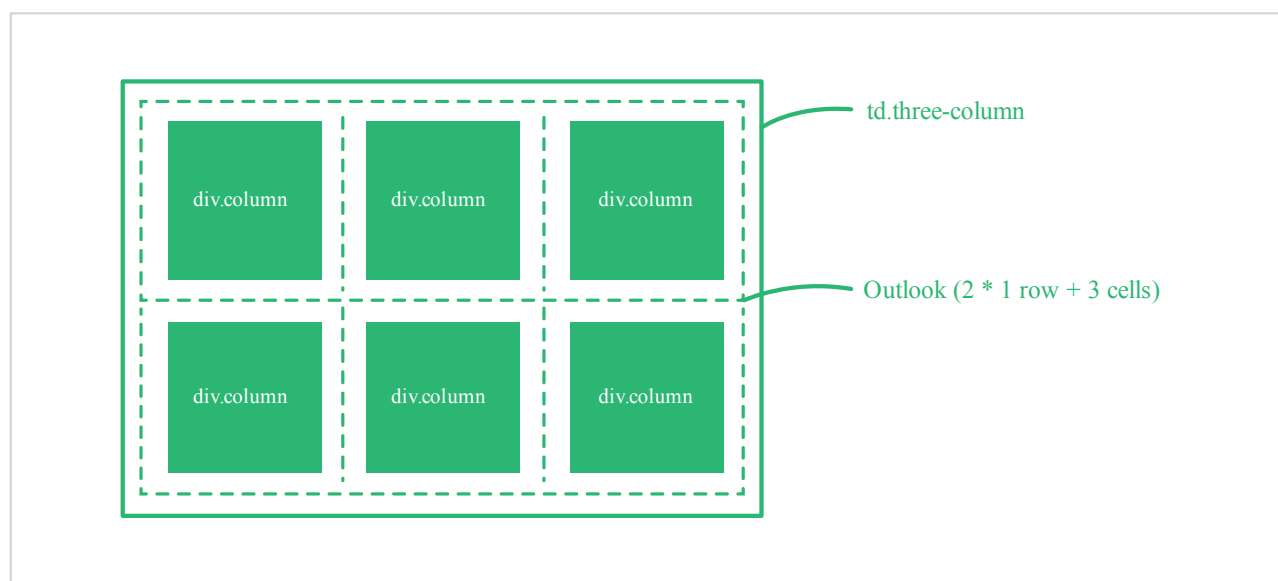 td.three-column
div.column div.column div.column
Outlook (2 * 1 row + 3 cells)
div.column div.column div.column